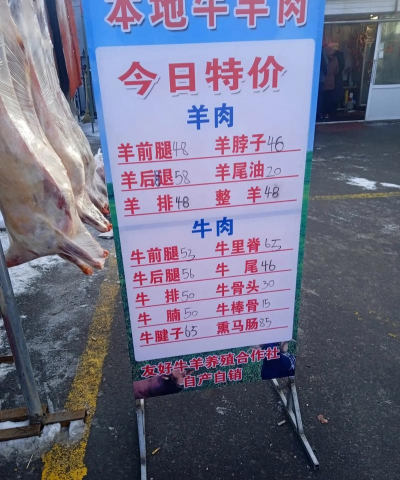 本地牛羊肉
今日特价
羊肉
羊前腿48 羊脖子46
羊后腿58 羊尾油20
羊排48 整羊48
牛肉
牛前腿53 牛里脊65
牛后腿56 牛尾46
牛排50 牛骨头30
牛腩50 牛棒骨15
牛腱子65 熏马肠85
友好牛羊养殖合作社
自产自销